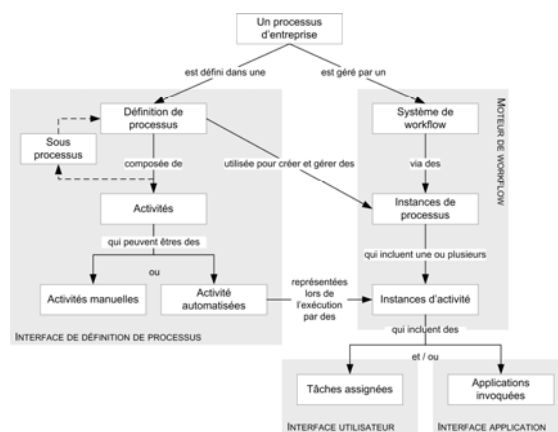 Un processus
d'entreprise
est défini dans une
est géré par un
Définition de
processus
Système de
workflow
MOTEUR DE WORKFLOW
Sous
processus
composée de
utilisée pour créer et gérer des
via des
Activités
Instances de
processus
qui peuvent êtres des
qui incluent une ou plusieurs
ou
Activités manuelles
Activité
automatisées
représentées
lors de
l'exécution
par des
Instances d'activité
INTERFACE DE DÉFINITION DE PROCESSUS
qui incluent des
et / ou
Tâches assignées
Applications
invoquées
INTERFACE UTILISATEUR
INTERFACE APPLICATION